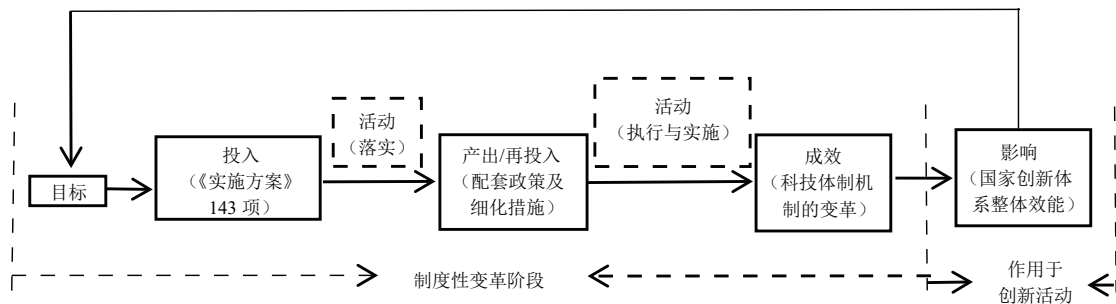 目标
投入
（《实施方案》
143 项）
活动
（落实）
产出/再投入
（配套政策及
细化措施）
活动
（执行与实施）
成效
（科技体制机
制的变革）
影响
（国家创新体
系整体效能）
制度性变革阶段
作用于
创新活动